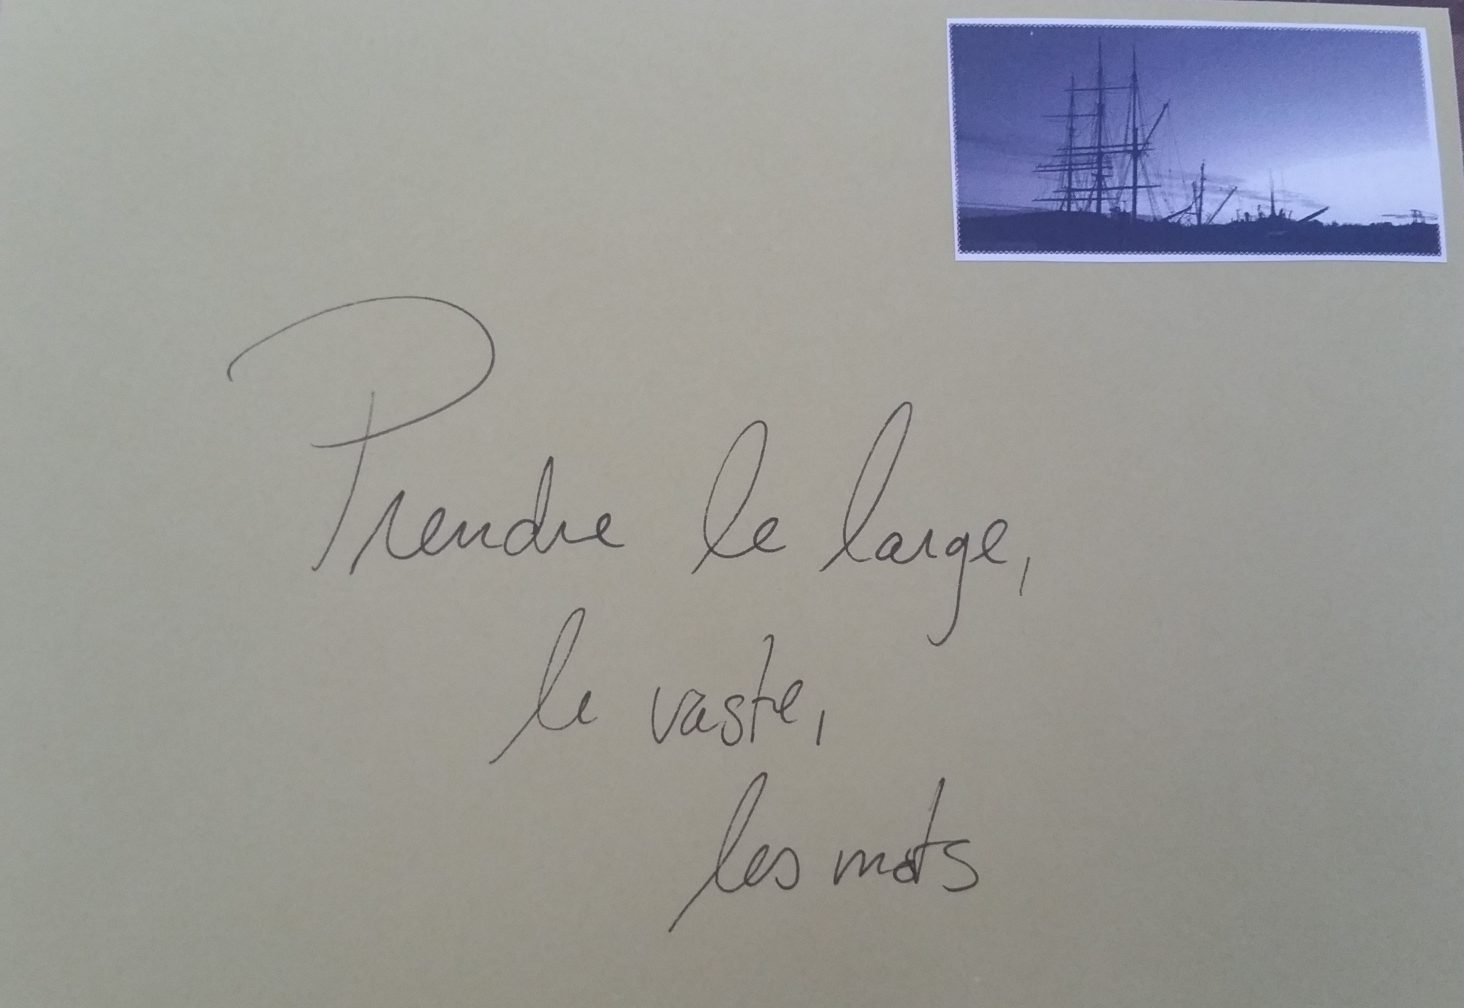 Prendre le large,
le vaste,
les mots